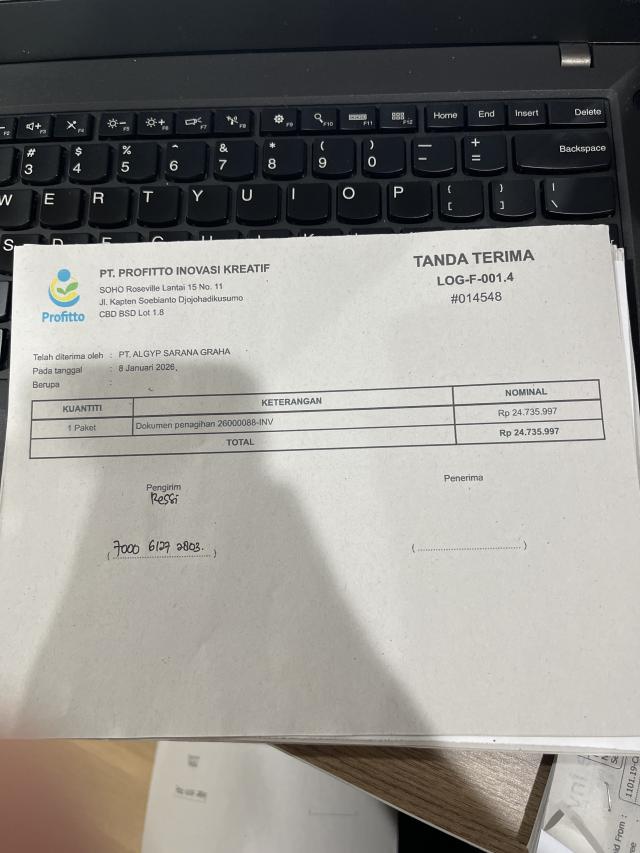 F5
F6
F7
F8
F9
F10
F11
F12
Home
End
Insert
Delete
# 3
$ 4
% 5
^ 6
& 7
* 8
( 9
) 0
— -
+ =
Backspace
W
E
R
T
Y
U
I
O
P
{ [
} ]
| \
S
Profitto
PT. PROFITTO INOVASI KREATIF
SOHO Roseville Lantai 15 No. 11
Jl. Kapten Soebianto Djojohadikusumo
CBD BSD Lot 1.8
TANDA TERIMA
LOG-F-001.4
#014548
Telah diterima oleh : PT. ALGYP SARANA GRAHA
Pada tanggal : 8 Januari 2026,
Berupa :
KUANTITI KETERANGAN NOMINAL
1 Paket Dokumen penagihan 26000088-INV Rp 24.735.997
TOTAL Rp 24.735.997
Pengirim
Ressi
(7000 6127 2803.)
Penerima
(..............................)
1101.19-